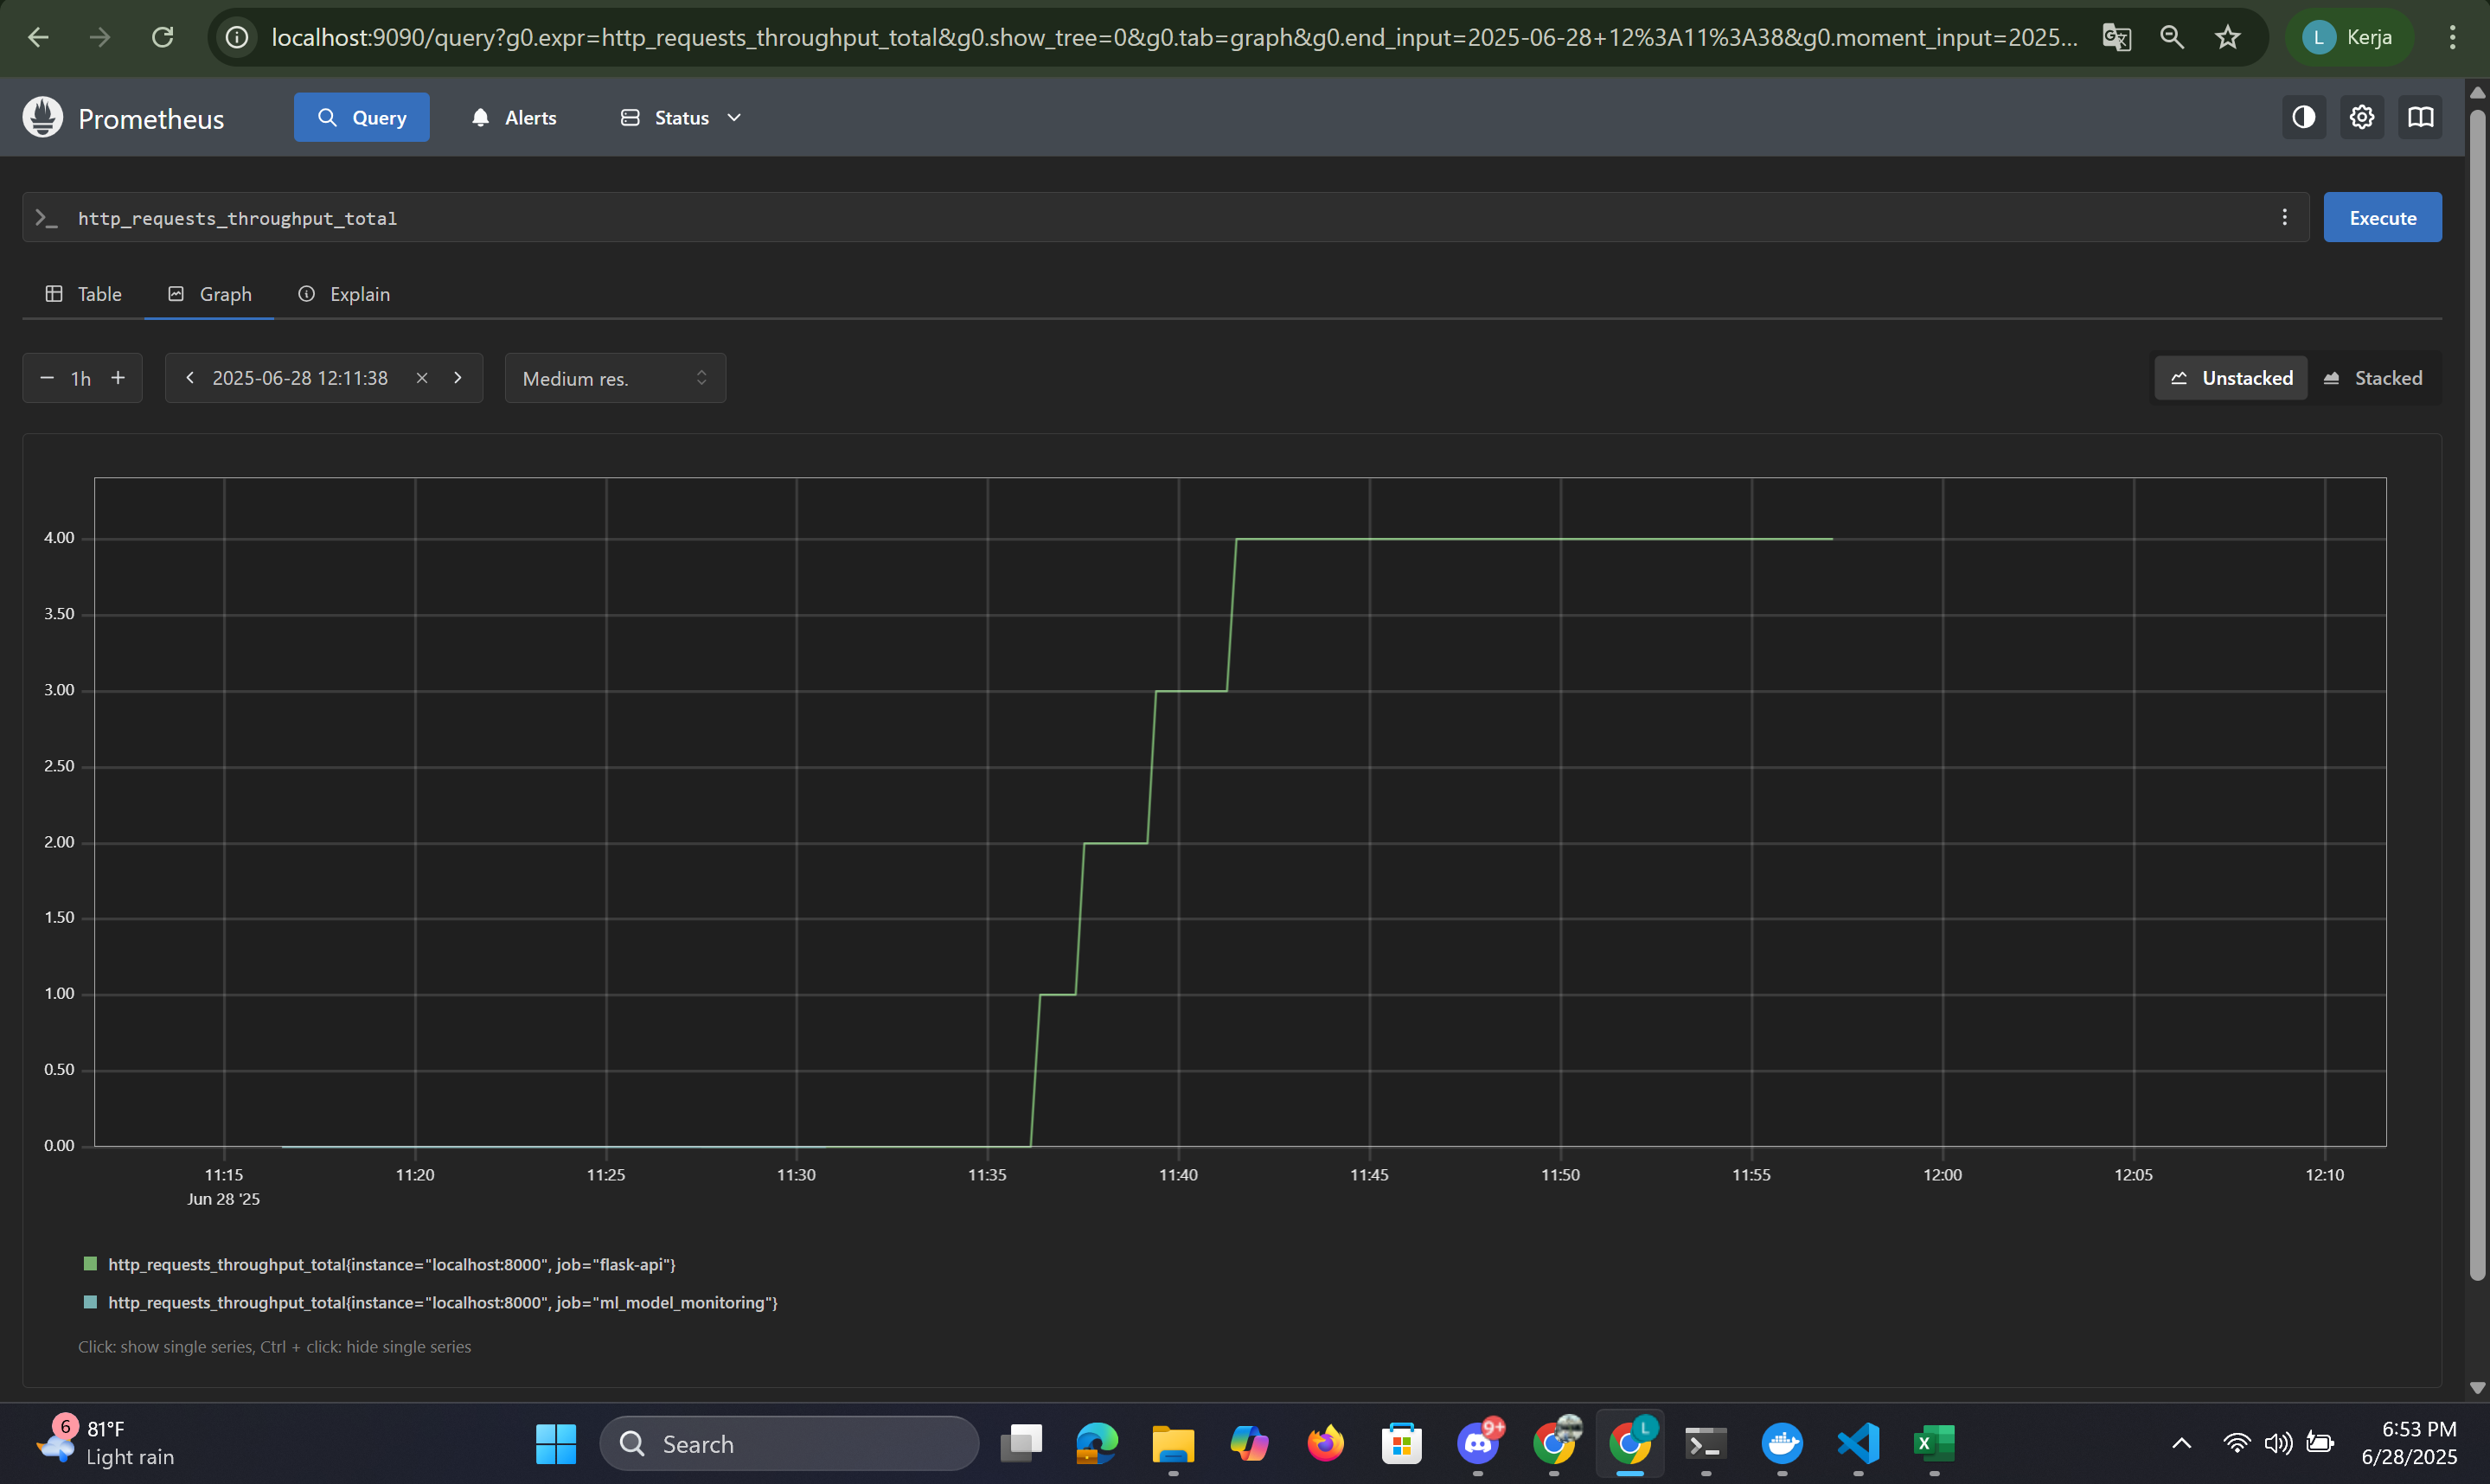 localhost:9090/query?g0.expr=http_requests_throughput_total&g0.show_tree=0&g0.tab=graph&g0.end_input=2025-06-28+12%3A11%3A38&g0.moment_input=2025...
L Kerja
Prometheus Query Alerts Status
http_requests_throughput_total Execute
Table Graph Explain
1h 2025-06-28 12:11:38 Medium res. Unstacked Stacked
4.00
3.50
3.00
2.50
2.00
1.50
1.00
0.50
0.00
11:15 11:20 11:25 11:30 11:35 11:40 11:45 11:50 11:55 12:00 12:05 12:10
Jun 28 '25
http_requests_throughput_total{instance="localhost:8000", job="flask-api"}
http_requests_throughput_total{instance="localhost:8000", job="ml_model_monitoring"}
Click: show single series, Ctrl + click: hide single series
6 81°F
Light rain
Search
9+
L
6:53 PM
6/28/2025